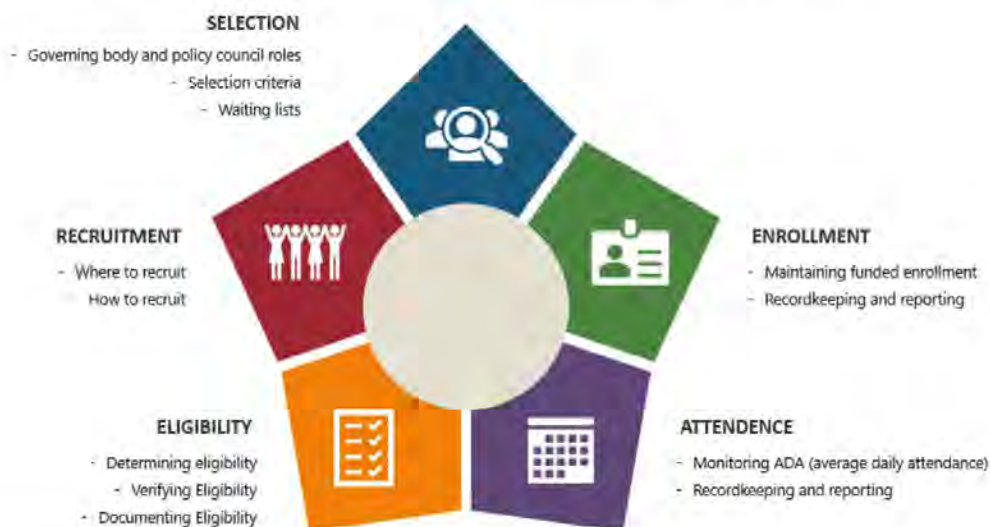 SELECTION
- Governing body and policy council roles
- Selection criteria
- Waiting lists
RECRUITMENT
- Where to recruit
How to recruit
ENROLLMENT
- Maintaining funded enrollment
- Recordkeeping and reporting
ELIGIBILITY
- Determining eligibility
- Verifying Eligibility
- Documenting Eligibility
ATTENDENCE
- Monitoring ADA (average daily attendance)
- Recordkeeping and reporting